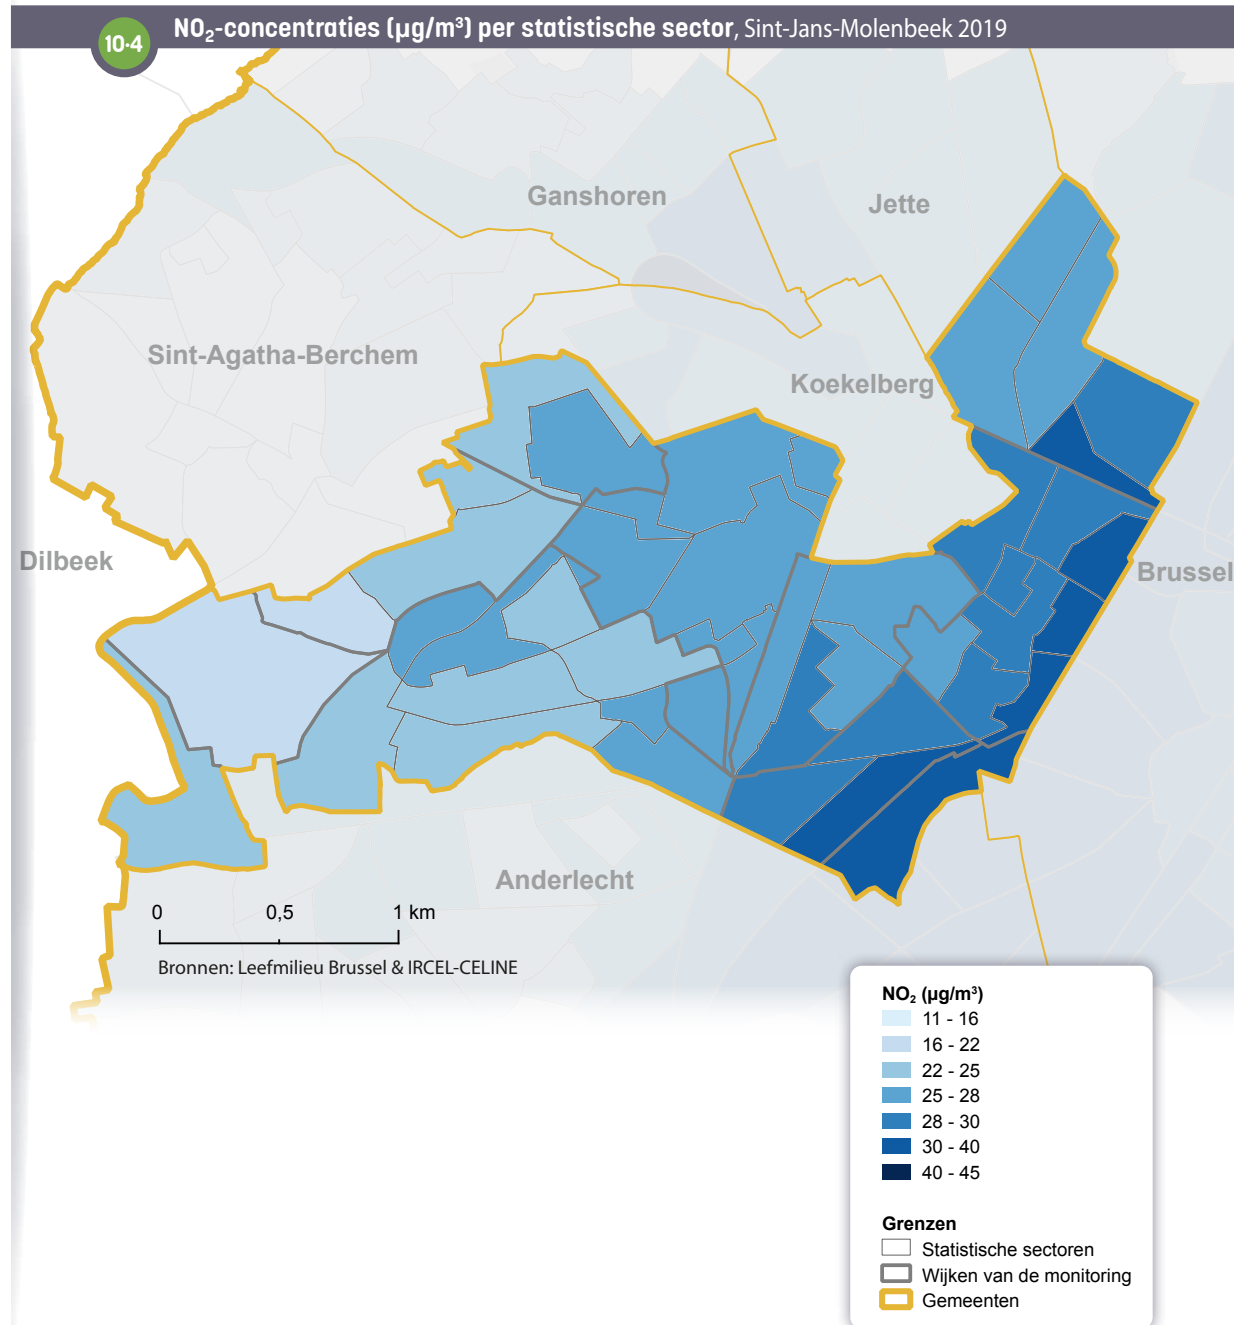 10·4
NO₂-concentraties (µg/m³) per statistische sector, Sint-Jans-Molenbeek 2019
Ganshoren
Jette
Sint-Agatha-Berchem
Koekelberg
Dilbeek
Brussel
Anderlecht
0 0,5 1 km
Bronnen: Leefmilieu Brussel & IRCEL-CELINE
NO₂ (µg/m³)
11 - 16
16 - 22
22 - 25
25 - 28
28 - 30
30 - 40
40 - 45
Grenzen
Statistische sectoren
Wijken van de monitoring
Gemeenten